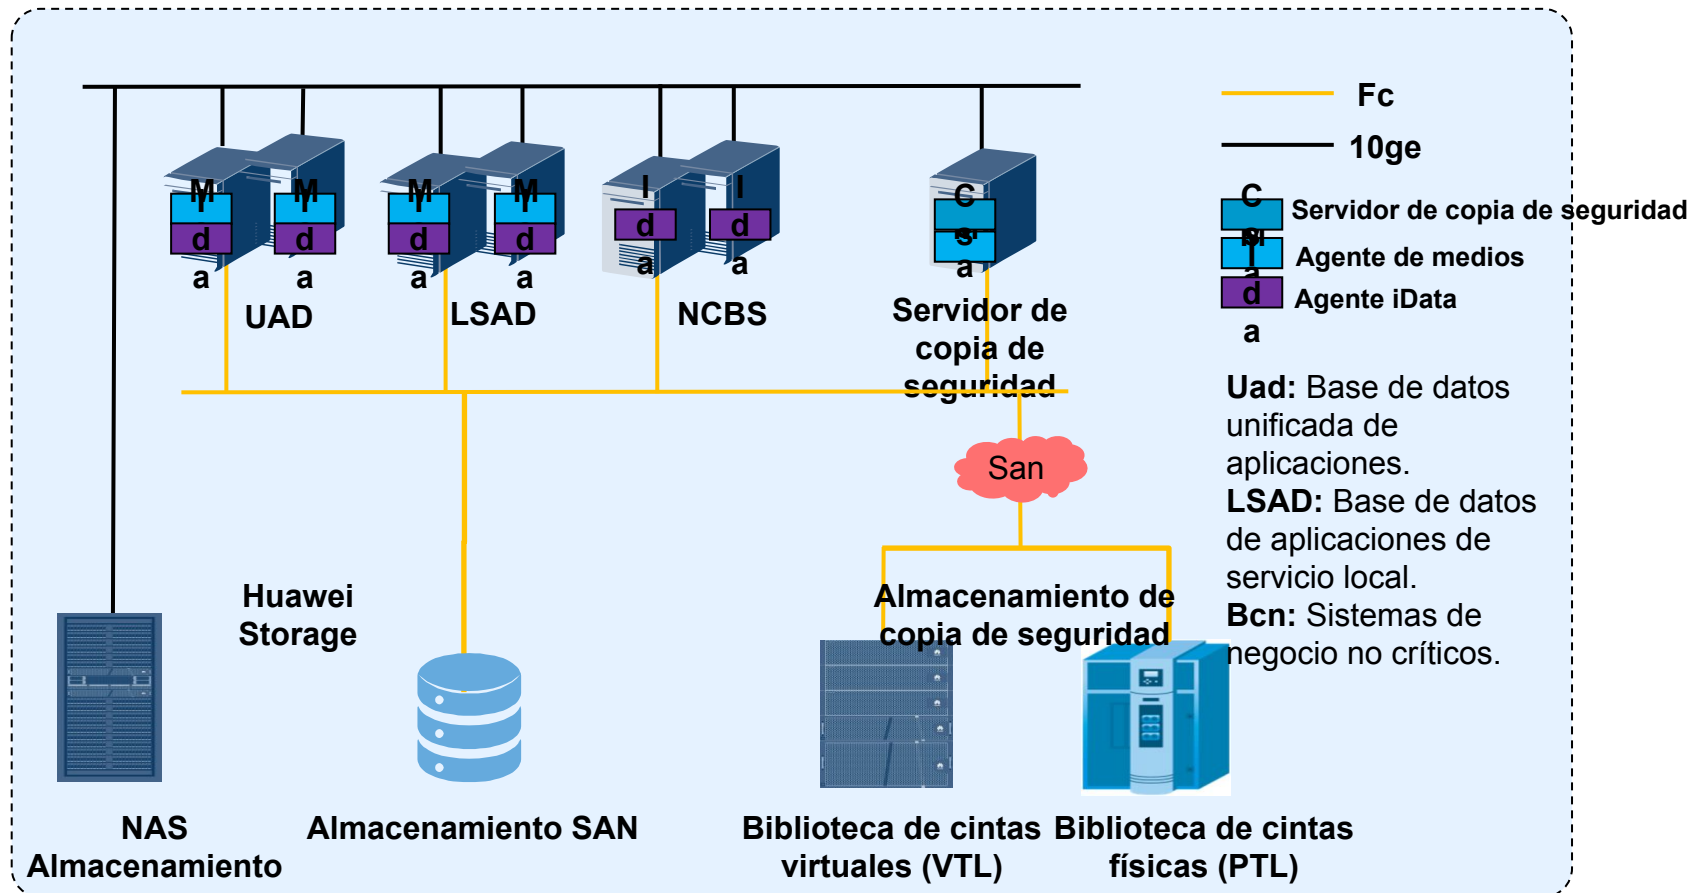 Fc
10ge
Servidor de copia de seguridad
Agente de medios
Agente iData
UAD
LSAD
NCBS
Servidor de
copia de
seguridad
Uad: Base de datos
unificada de
aplicaciones.
LSAD: Base de datos
de aplicaciones de
servicio local.
Bcn: Sistemas de
negocio no críticos.
San
Huawei
Storage
Almacenamiento de
copia de seguridad
NAS
Almacenamiento
Almacenamiento SAN
Biblioteca de cintas
virtuales (VTL)
Biblioteca de cintas
físicas (PTL)
I
d
a
I
d
a